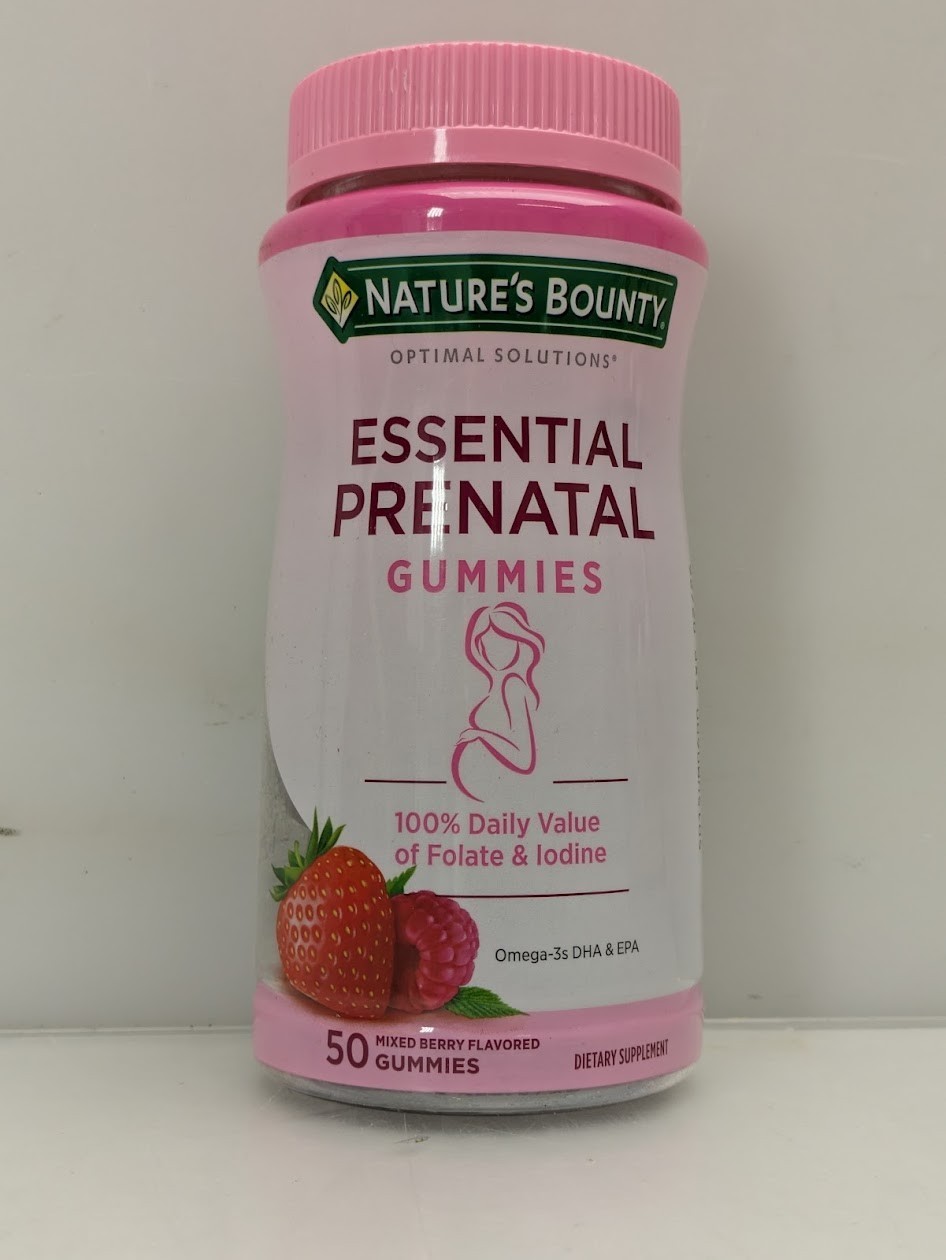 NATURE'S BOUNTY®
OPTIMAL SOLUTIONS®
ESSENTIAL
PRENATAL
GUMMIES
100% Daily Value
of Folate & Iodine
Omega-3s DHA & EPA
50 MIXED BERRY FLAVORED
GUMMIES
DIETARY SUPPLEMENT